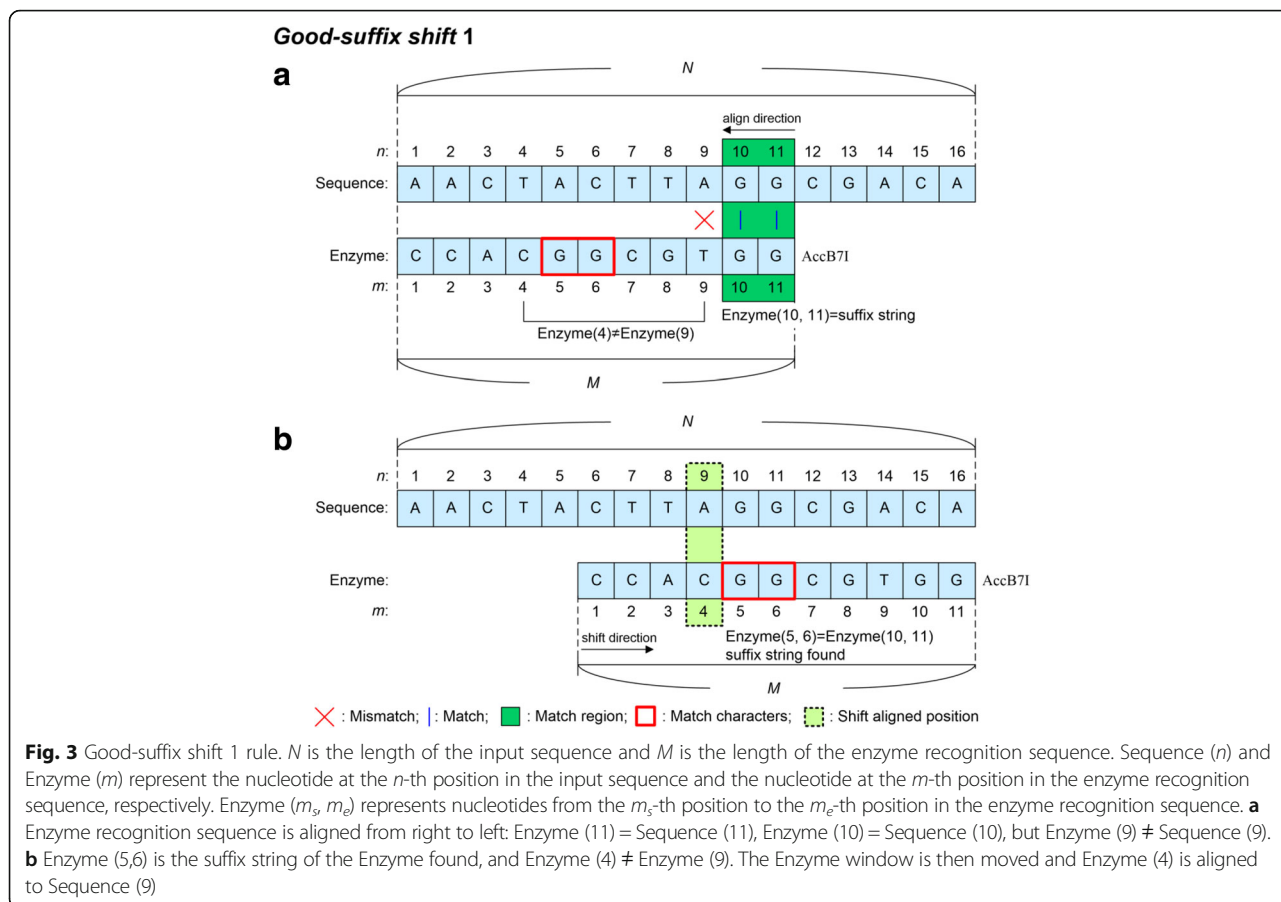 Good-suffix shift 1
a
N
align direction
n: 1 2 3 4 5 6 7 8 9 10 11 12 13 14 15 16
Sequence: A A C T A C T T A G G C G A C A
Enzyme: C C A C G G C G T G G AccB7I
m: 1 2 3 4 5 6 7 8 9 10 11
Enzyme(10, 11)=suffix string
Enzyme(4)≠Enzyme(9)
M
b
N
n: 1 2 3 4 5 6 7 8 9 10 11 12 13 14 15 16
Sequence: A A C T A C T T A G G C G A C A
Enzyme: C C A C G G C G T G G AccB7I
m: 1 2 3 4 5 6 7 8 9 10 11
shift direction
Enzyme(5, 6)=Enzyme(10, 11)
suffix string found
M
: Mismatch; : Match; : Match region; : Match characters; : Shift aligned position
Fig. 3 Good-suffix shift 1 rule. N is the length of the input sequence and M is the length of the enzyme recognition sequence. Sequence (n) and
Enzyme (m) represent the nucleotide at the n-th position in the input sequence and the nucleotide at the m-th position in the enzyme recognition
sequence, respectively. Enzyme (mₛ, mₑ) represents nucleotides from the mₛ-th position to the mₑ-th position in the enzyme recognition sequence. a
Enzyme recognition sequence is aligned from right to left: Enzyme (11) = Sequence (11), Enzyme (10) = Sequence (10), but Enzyme (9) ≠ Sequence (9).
b Enzyme (5,6) is the suffix string of the Enzyme found, and Enzyme (4) ≠ Enzyme (9). The Enzyme window is then moved and Enzyme (4) is aligned
to Sequence (9)